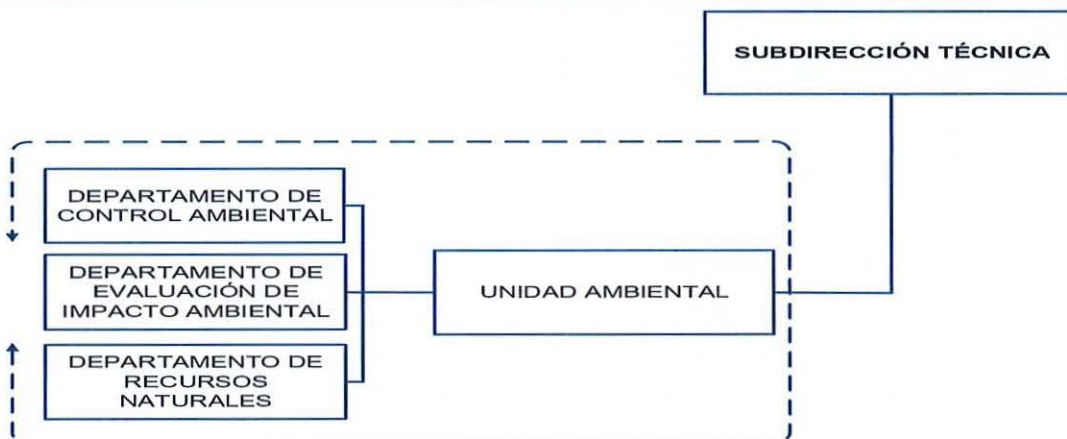 SUBDIRECCIÓN TÉCNICA
DEPARTAMENTO DE
CONTROL AMBIENTAL
DEPARTAMENTO DE
EVALUACIÓN DE
IMPACTO AMBIENTAL
UNIDAD AMBIENTAL
DEPARTAMENTO DE
RECURSOS
NATURALES